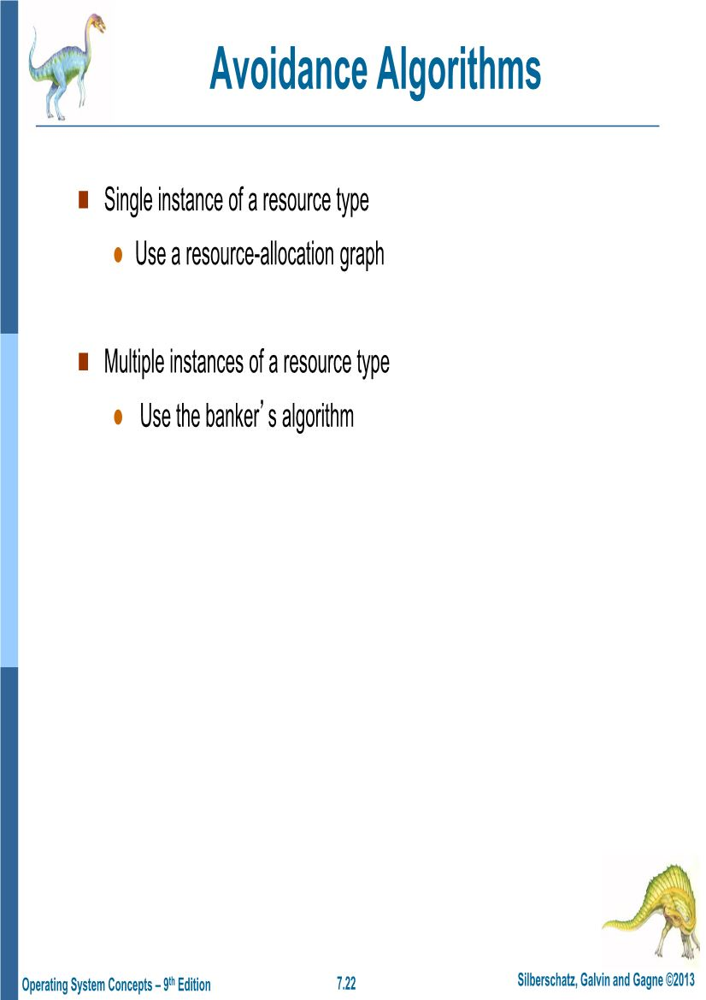 Avoidance Algorithms
Single instance of a resource type
Use a resource-allocation graph
Multiple instances of a resource type
Use the banker’s algorithm
Operating System Concepts – 9th Edition
7.22
Silberschatz, Galvin and Gagne ©2013